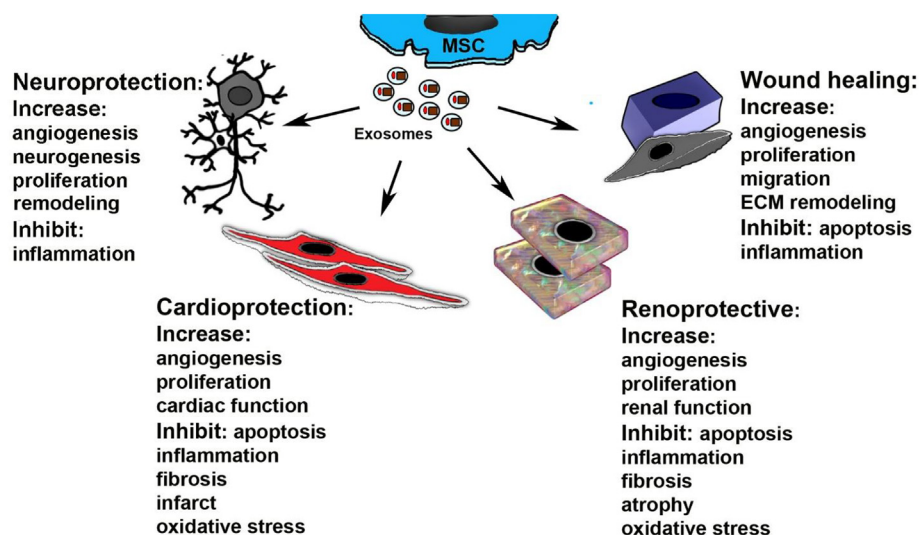 MSC
Exosomes
Neuroprotection:
Increase:
angiogenesis
neurogenesis
proliferation
remodeling
Inhibit:
inflammation
Wound healing:
Increase:
angiogenesis
proliferation
migration
ECM remodeling
Inhibit: apoptosis
inflammation
Cardioprotection:
Increase:
angiogenesis
proliferation
cardiac function
Inhibit: apoptosis
inflammation
fibrosis
infarct
oxidative stress
Renoprotective:
Increase:
angiogenesis
proliferation
renal function
Inhibit: apoptosis
inflammation
fibrosis
atrophy
oxidative stress